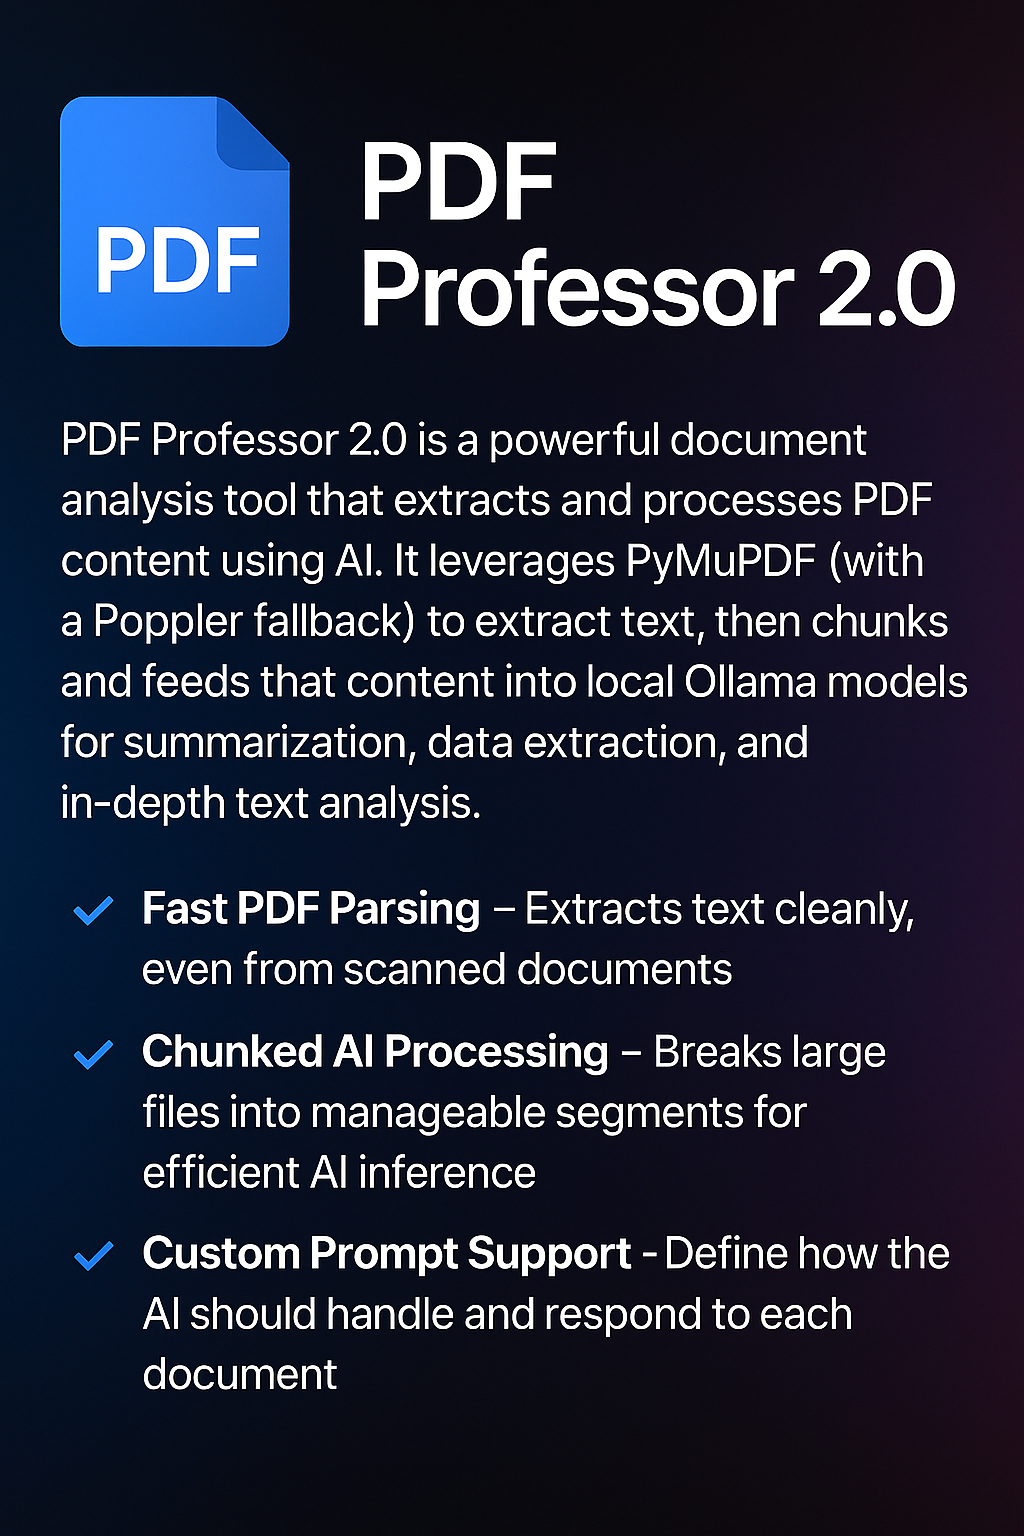 PDF
PDF
Professor 2.0
PDF Professor 2.0 is a powerful document
analysis tool that extracts and processes PDF
content using AI. It leverages PyMuPDF (with
a Poppler fallback) to extract text, then chunks
and feeds that content into local Ollama models
for summarization, data extraction, and
in-depth text analysis.
✓ Fast PDF Parsing – Extracts text cleanly,
even from scanned documents
✓ Chunked AI Processing – Breaks large
files into manageable segments for
efficient AI inference
✓ Custom Prompt Support - Define how the
AI should handle and respond to each
document